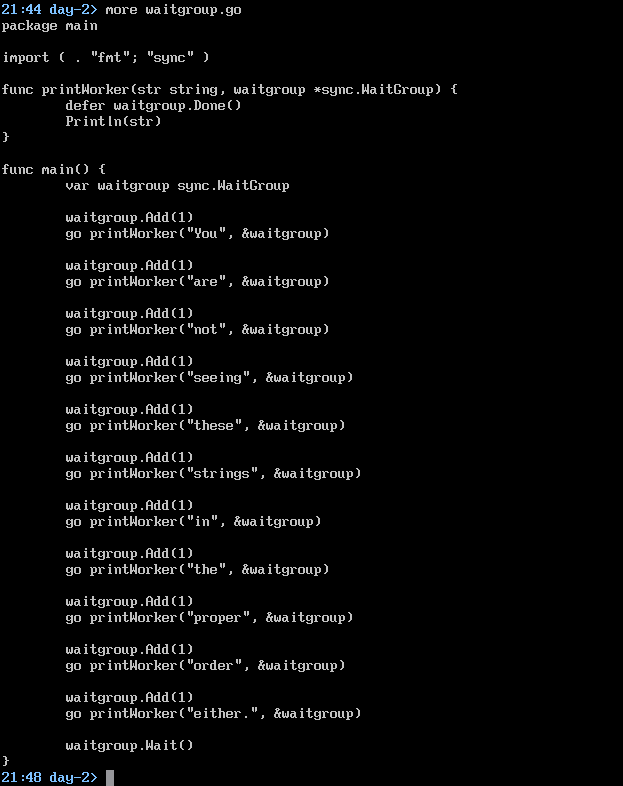 21:44 day-2> more waitgroup.go
package main

import ( . "fmt"; "sync" )

func printWorker(str string, waitgroup *sync.WaitGroup) {
        defer waitgroup.Done()
        Println(str)
}

func main() {
        var waitgroup sync.WaitGroup

        waitgroup.Add(1)
        go printWorker("You", &waitgroup)

        waitgroup.Add(1)
        go printWorker("are", &waitgroup)

        waitgroup.Add(1)
        go printWorker("not", &waitgroup)

        waitgroup.Add(1)
        go printWorker("seeing", &waitgroup)

        waitgroup.Add(1)
        go printWorker("these", &waitgroup)

        waitgroup.Add(1)
        go printWorker("strings", &waitgroup)

        waitgroup.Add(1)
        go printWorker("in", &waitgroup)

        waitgroup.Add(1)
        go printWorker("the", &waitgroup)

        waitgroup.Add(1)
        go printWorker("proper", &waitgroup)

        waitgroup.Add(1)
        go printWorker("order", &waitgroup)

        waitgroup.Add(1)
        go printWorker("either.", &waitgroup)

        waitgroup.Wait()
}
21:48 day-2>